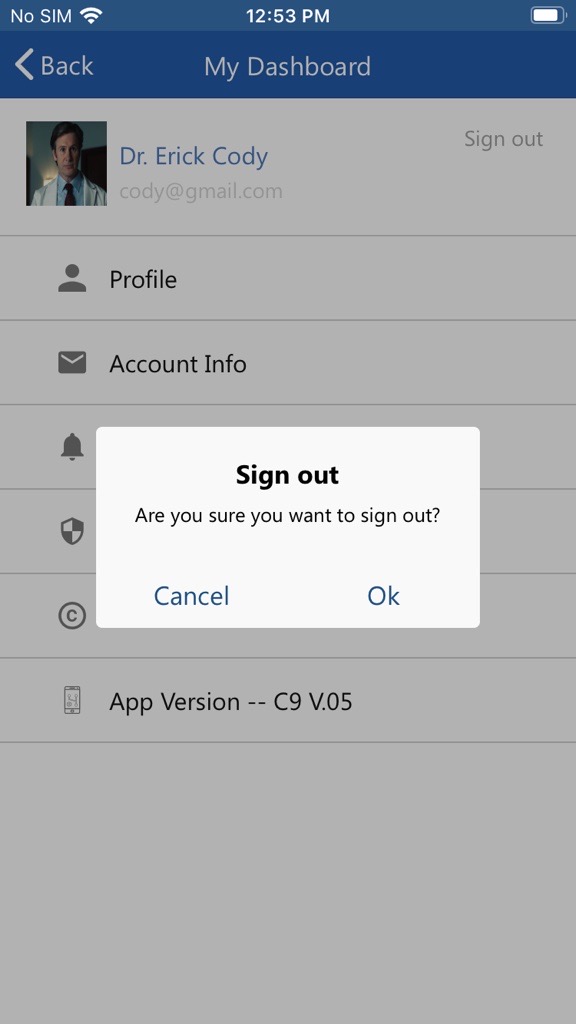 No SIM 12:53 PM
Back My Dashboard
Sign out
Dr. Erick Cody
cody@gmail.com
Profile
Account Info
Sign out
Are you sure you want to sign out?
Cancel Ok
C
App Version -- C9 V.05